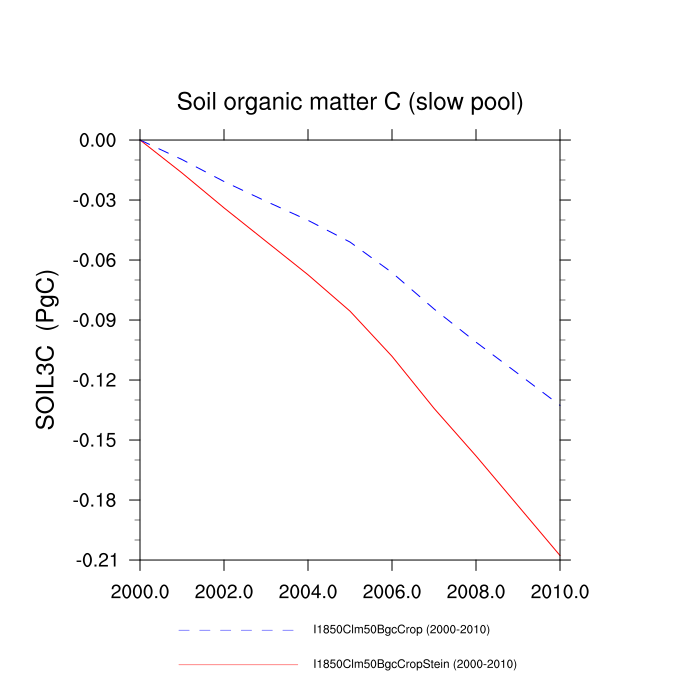 Soil organic matter C (slow pool)
0.00
-0.03
-0.06
-0.09
-0.12
-0.15
-0.18
-0.21
SOIL3C (PgC)
2000.0 2002.0 2004.0 2006.0 2008.0 2010.0
I1850Clm50BgcCrop (2000-2010)
I1850Clm50BgcCropStein (2000-2010)